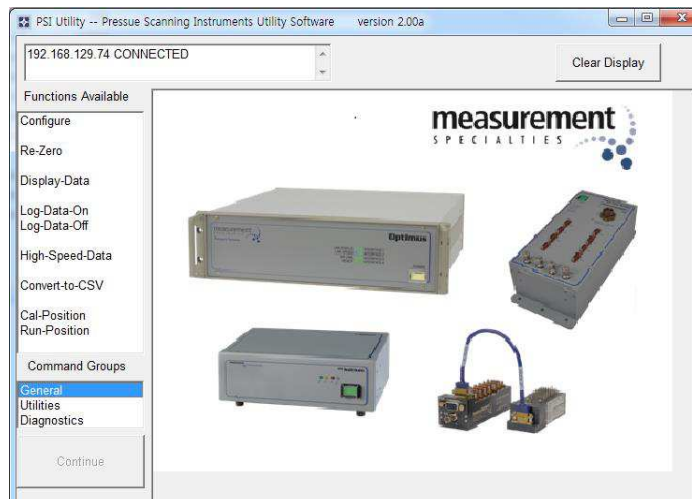 PSI Utility -- Pressue Scanning Instruments Utility Software version 2.00a
192.168.129.74 CONNECTED
Clear Display
Functions Available
Configure
Re-Zero
Display-Data
Log-Data-On
Log-Data-Off
High-Speed-Data
Convert-to-CSV
Cal-Position
Run-Position
Command Groups
General
Utilities
Diagnostics
Continue
measurement
SPECIALTIES
measurement
Optimus